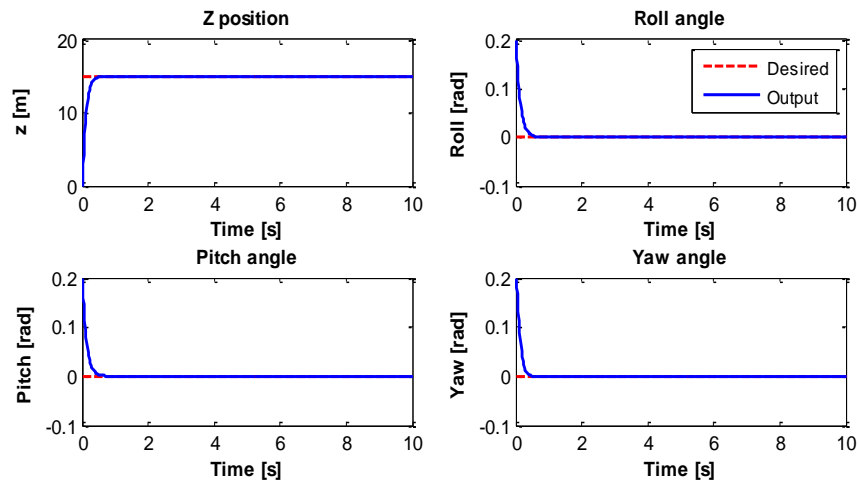 Z position
20
10
0
z [m]
0 2 4 6 8 10
Time [s]
Roll angle
0.2
0.1
0
-0.1
Roll [rad]
Desired
Output
0 2 4 6 8 10
Time [s]
Pitch angle
0.2
0.1
0
-0.1
Pitch [rad]
0 2 4 6 8 10
Time [s]
Yaw angle
0.2
0.1
0
-0.1
Yaw [rad]
0 2 4 6 8 10
Time [s]